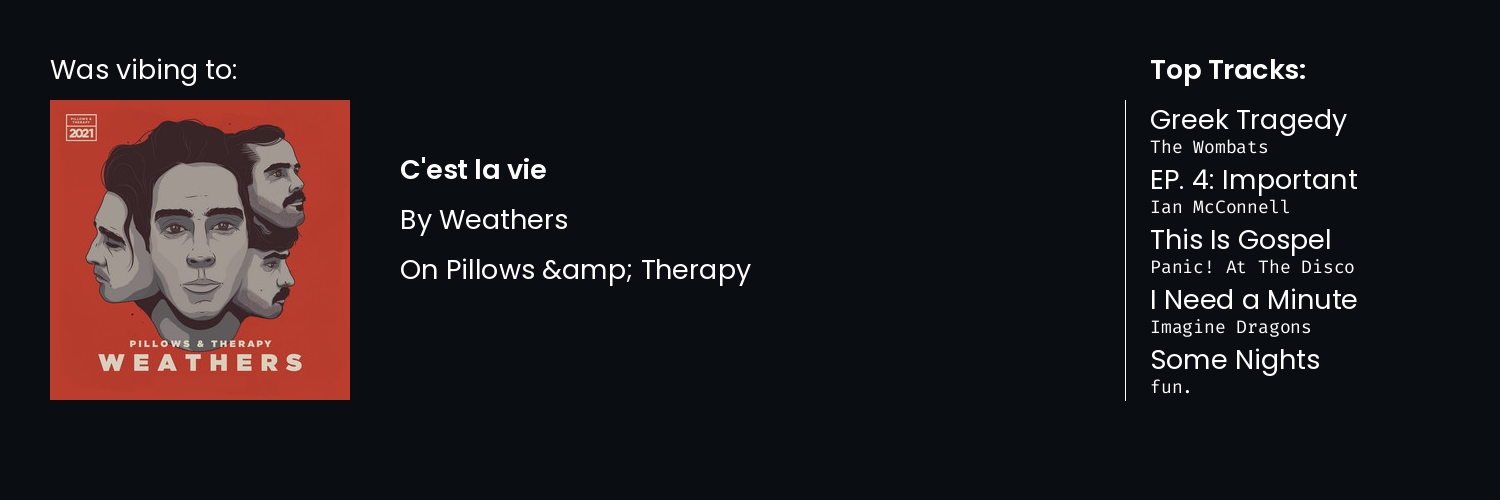 Was vibing to:
PILLOWS &
THERAPY
2021
PILLOWS & THERAPY
WEATHERS
C'est la vie
By Weathers
On Pillows &amp; Therapy
Top Tracks:
Greek Tragedy
The Wombats
EP. 4: Important
Ian McConnell
This Is Gospel
Panic! At The Disco
I Need a Minute
Imagine Dragons
Some Nights
fun.